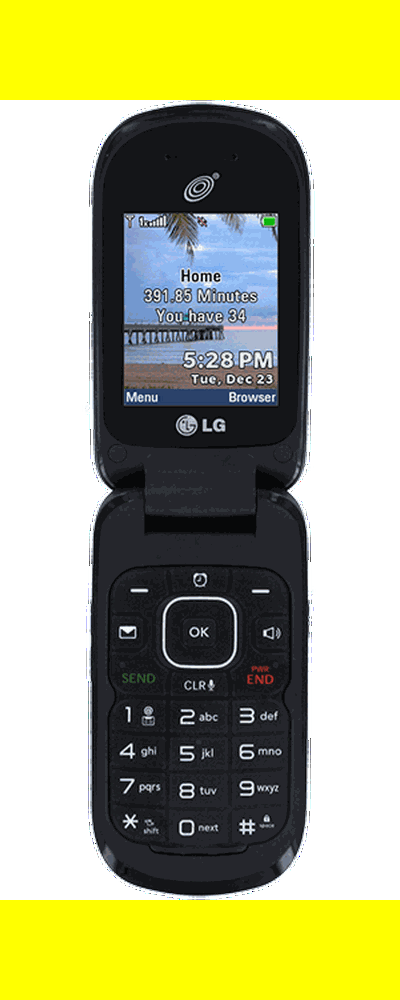 1x
Home
391.85 Minutes
You have 34
5:28 PM
Tue, Dec 23
Menu Browser
LG
OK
SEND CLR PWR END
1 @
2 abc
3 def
4 ghi
5 jkl
6 mno
7 pqrs
8 tuv
9 wxyz
* shift
0 next
# space